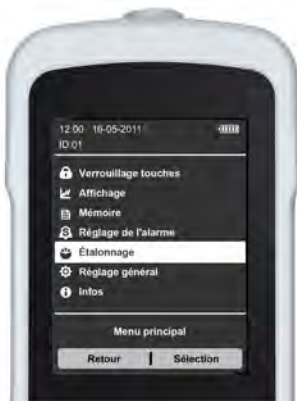 12:00 16-05-2011
ID:01
Verrouillage touches
Affichage
Mémoire
Réglage de l'alarme
Étalonnage
Réglage général
Infos
Menu principal
Retour Sélection